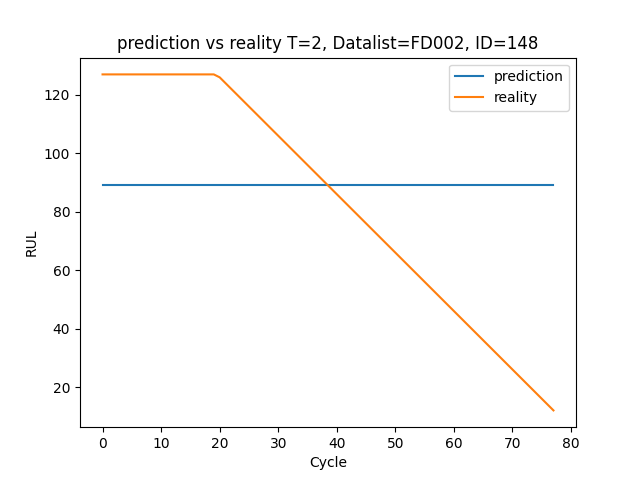 prediction vs reality T=2, Datalist=FD002, ID=148
prediction
reality
120
100
80
60
40
20
RUL
0 10 20 30 40 50 60 70 80
Cycle